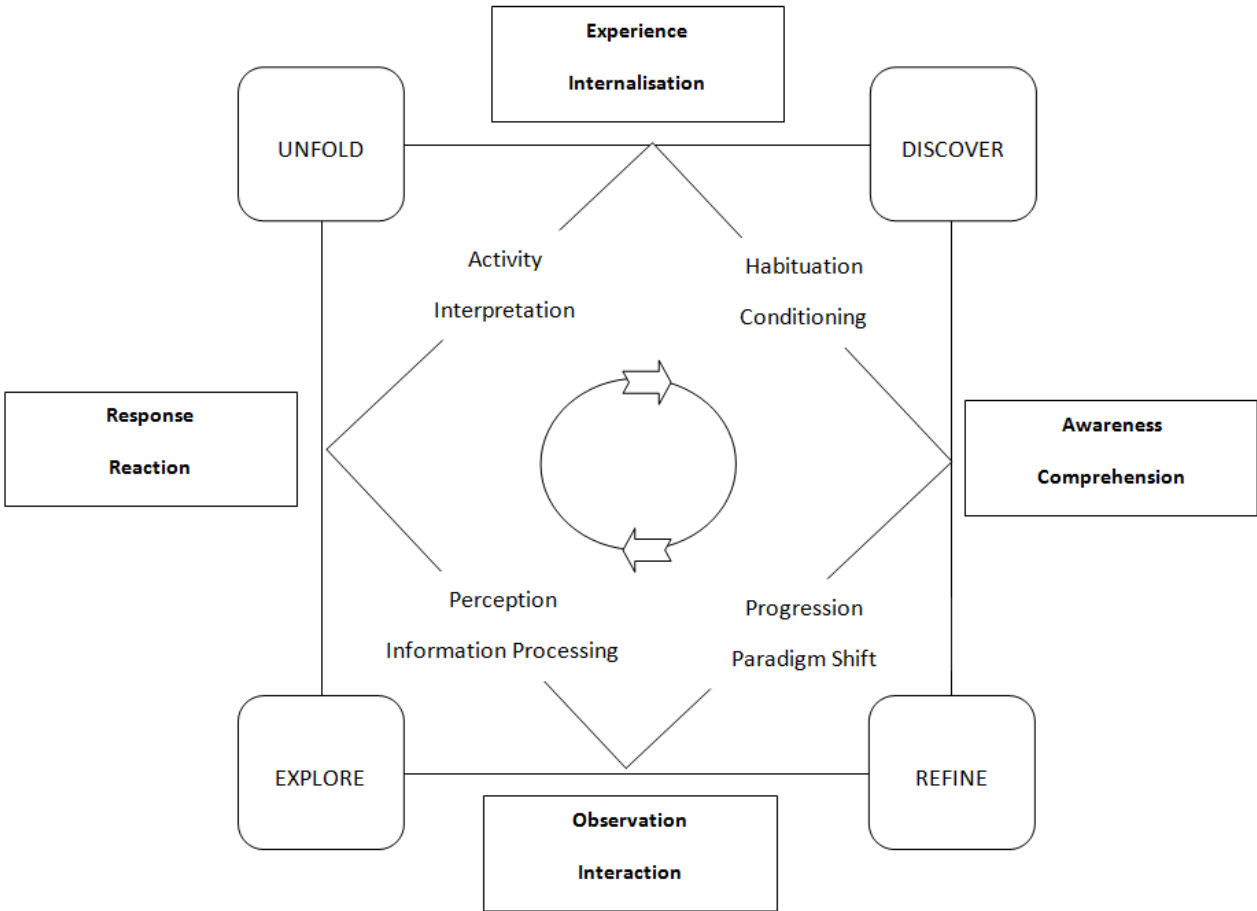 Experience
Internalisation
UNFOLD
DISCOVER
Activity
Interpretation
Habituation
Conditioning
Response
Reaction
Awareness
Comprehension
Perception
Information Processing
Progression
Paradigm Shift
EXPLORE
REFINE
Observation
Interaction